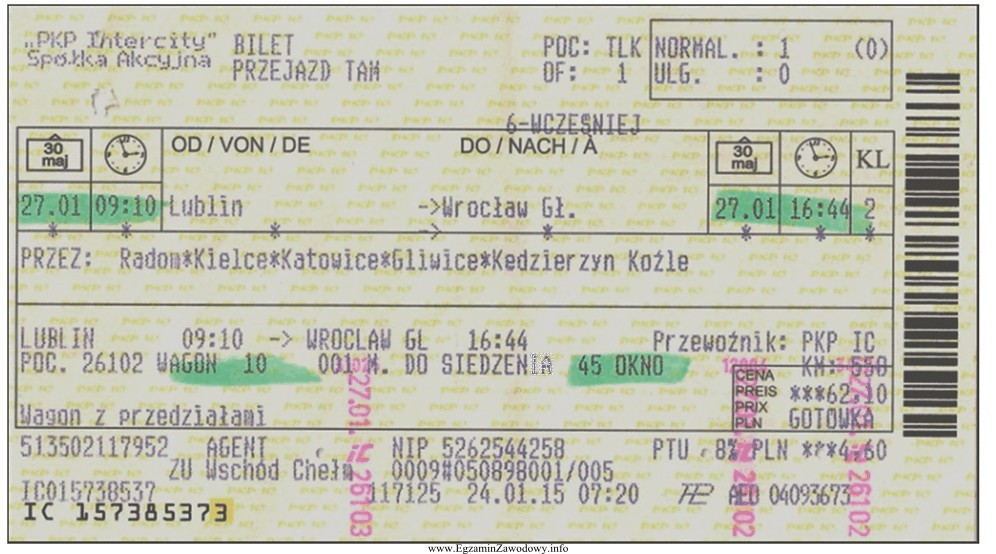 „PKP Intercity" BILET POC: TLK NORMAL. : 1 (0)
Spółka Akcyjna PRZEJAZD TAM OF: 1 ULG. : 0
6-WCZEŚNIEJ
30 maj OD / VON / DE DO / NACH / À 30 maj KL
27.01 09:10 Lublin ->Wrocław Gł. 27.01 16:44 2
* * * -> * * * *
PRZEZ: Radom*Kielce*Katowice*Gliwice*Kędzierzyn Koźle
LUBLIN 09:10 -> WROCLAW GL 16:44 Przewoźnik: PKP IC
POC. 26102 WAGON 10 001 M. DO SIEDZENIA 45 OKNO KM: 550
CENA
PREIS ***62,10
PRIX
PLN GOTÓWKA
Wagon z przedziałami
513502117952 AGENT NIP 5262544258 PTU 8% PLN ***4,60
ZU Wschód Chełm 0009#050898001/005
IC015738537 117125 24.01.15 07:20 AED 04093673
IC 157385373
www.EgzaminZawodowy.info